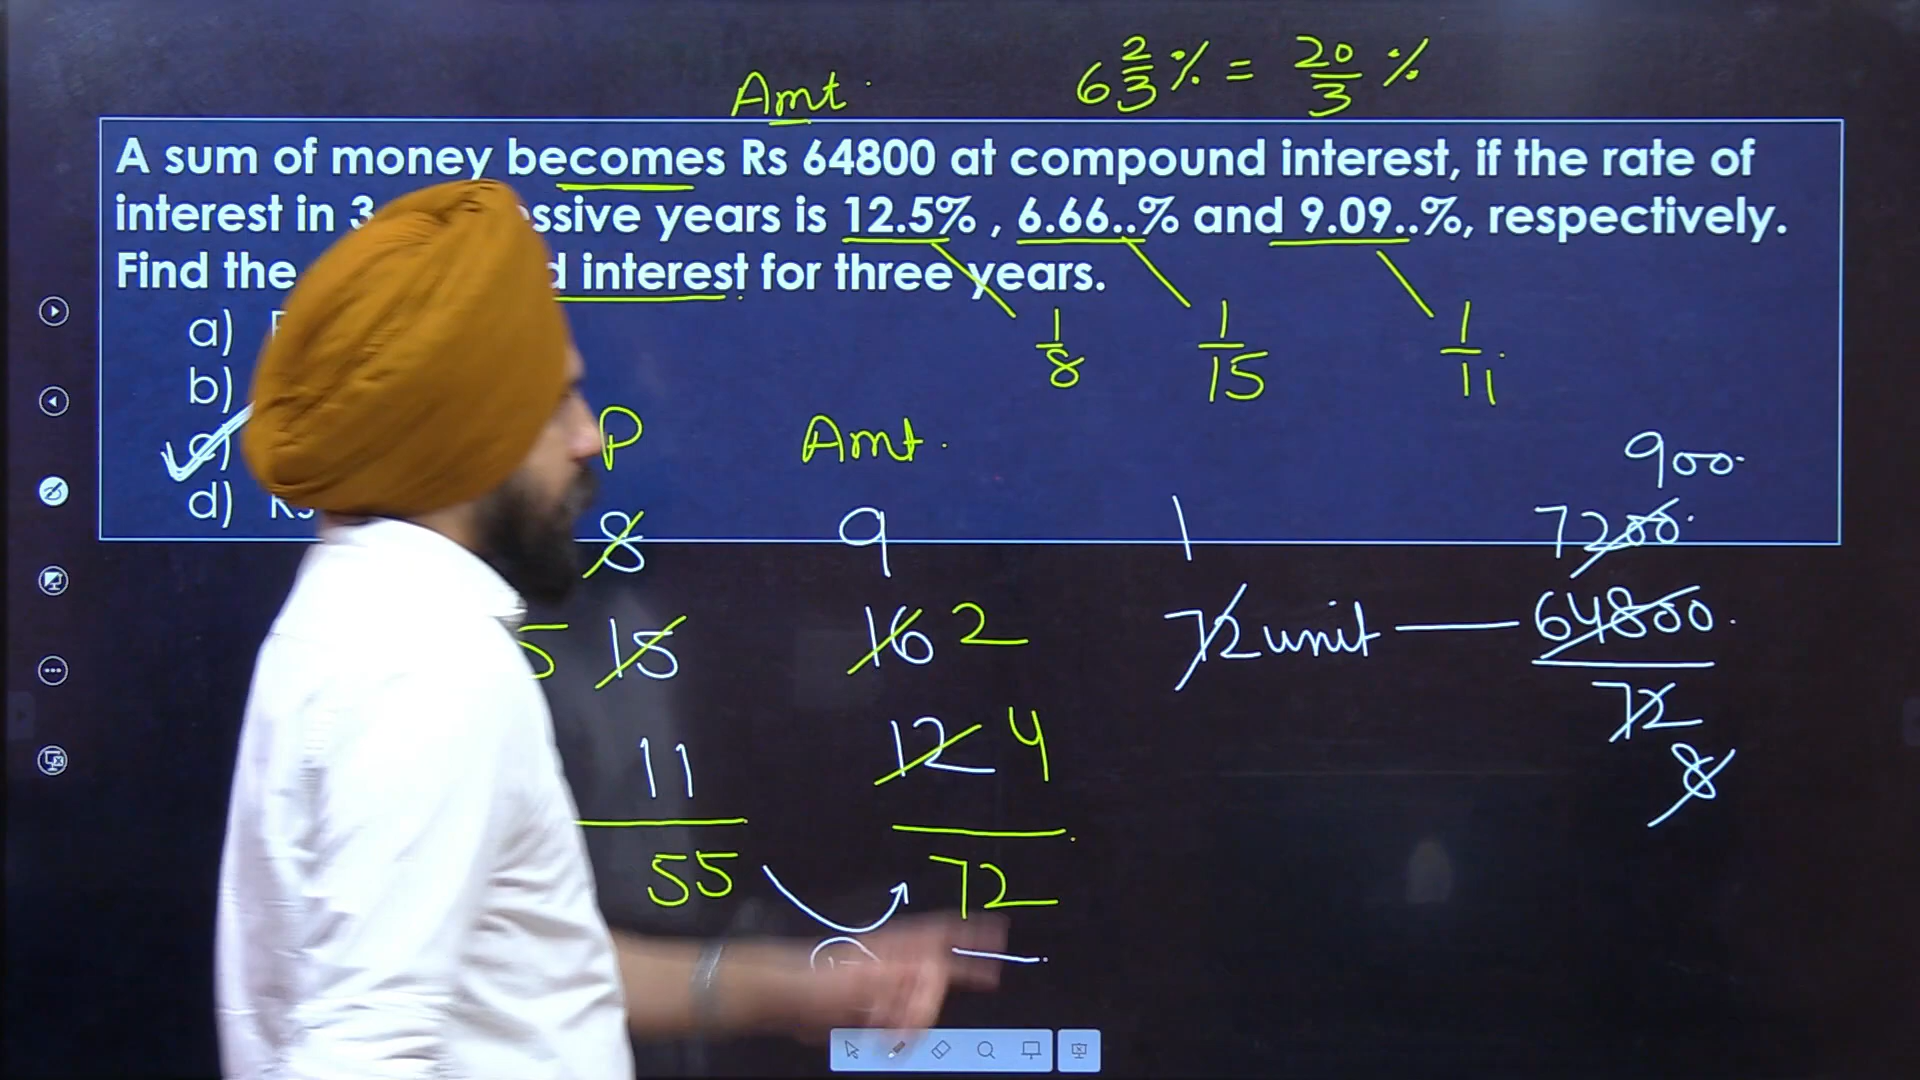 Amt. 6 2/3 % = 20/3 %
A sum of money becomes Rs 64800 at compound interest, if the rate of
interest in 3 ssive years is 12.5% , 6.66..% and 9.09..%, respectively.
Find the d interest for three years.
a)
1/8 1/15 1/11
b)
P Amt.
c)
900
d) Rs
8 9 1 7200
5 15 16 2 72 unit — 64800
72
11 12 4
8
55 72